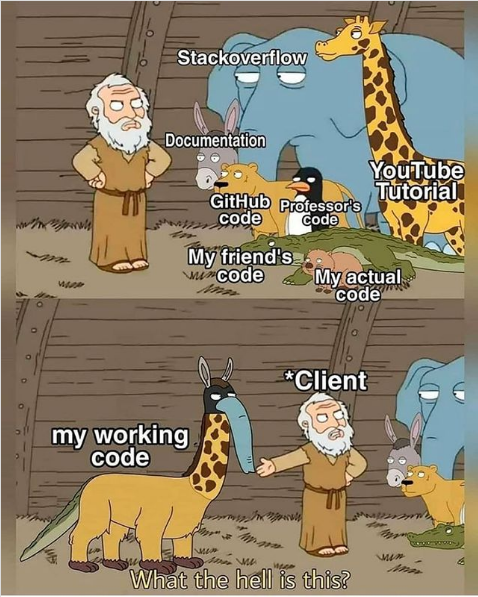 Stackoverflow
Documentation
YouTube
Tutorial
GitHub
code
Professor's
Code
My friend's
code
My actual
code
*Client
my working
code
What the hell is this?